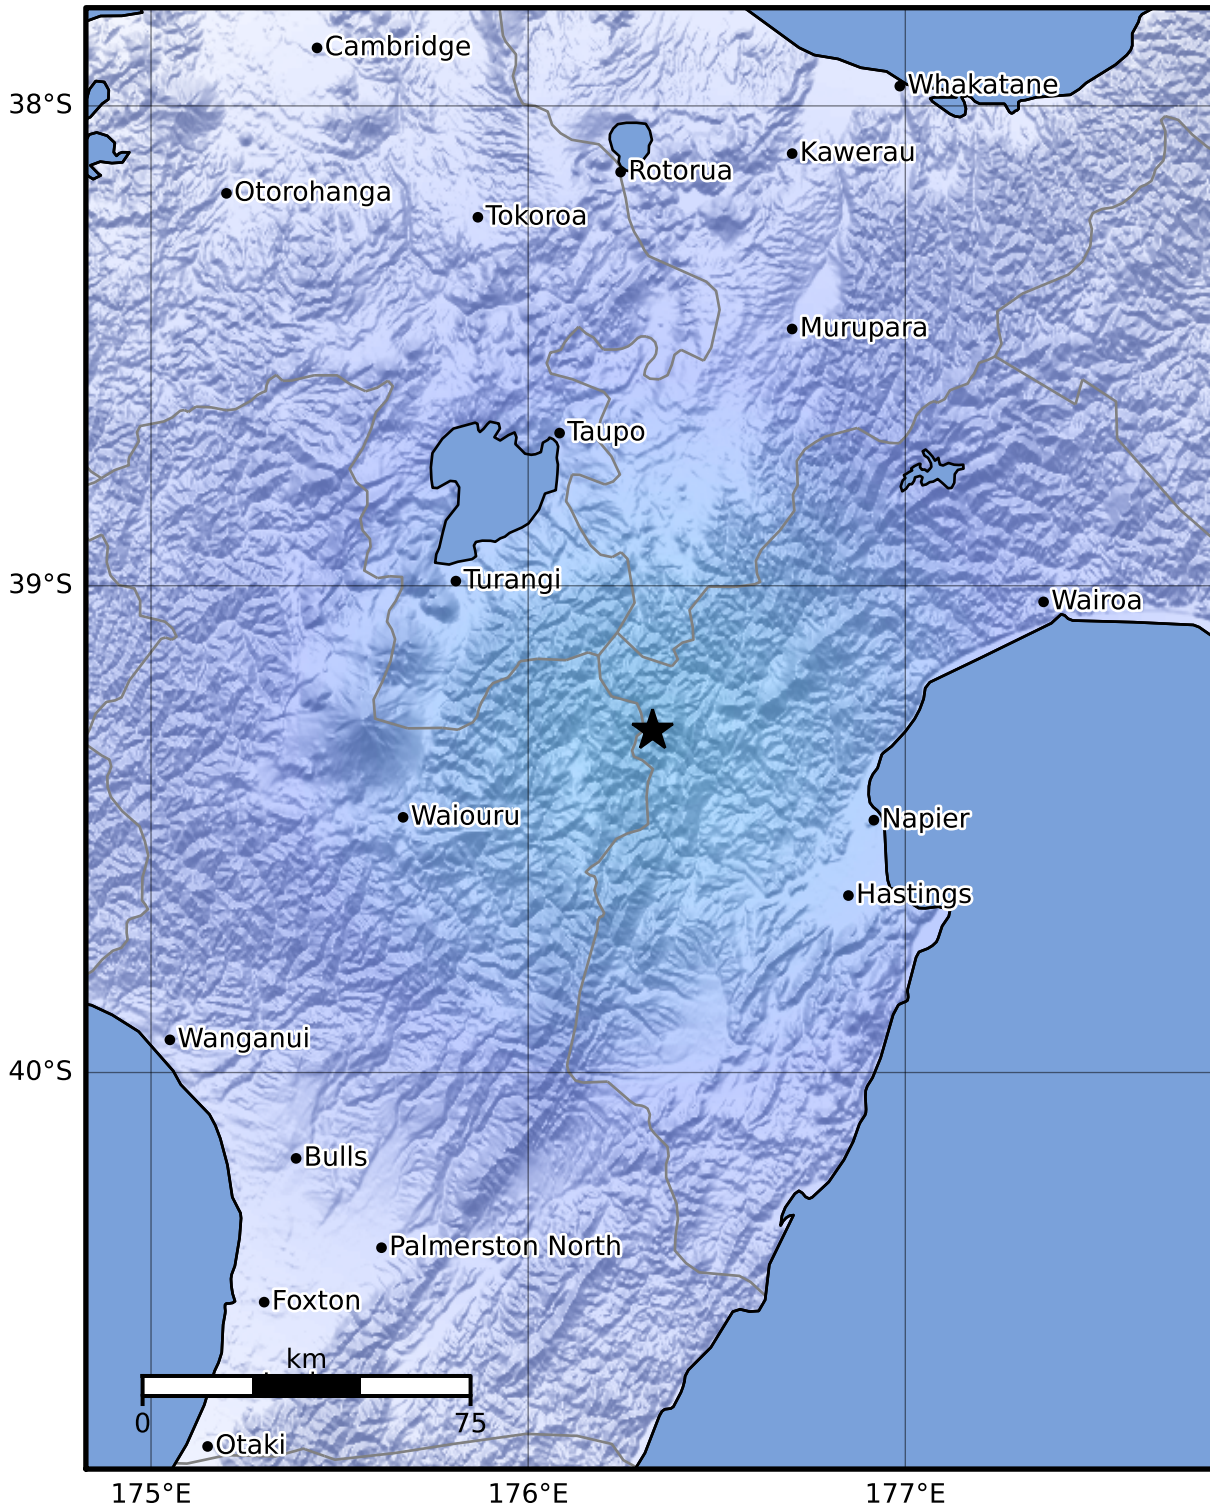 Cambridge
Whakatane
38°S
Kawerau
Rotorua
Otorohanga
Tokoroa
Murupara
Taupo
39°S
Turangi
Wairoa
Waiouru
Napier
Hastings
Wanganui
40°S
Bulls
Palmerston North
Foxton
km
0
75
Otaki
175°E
176°E
177°E